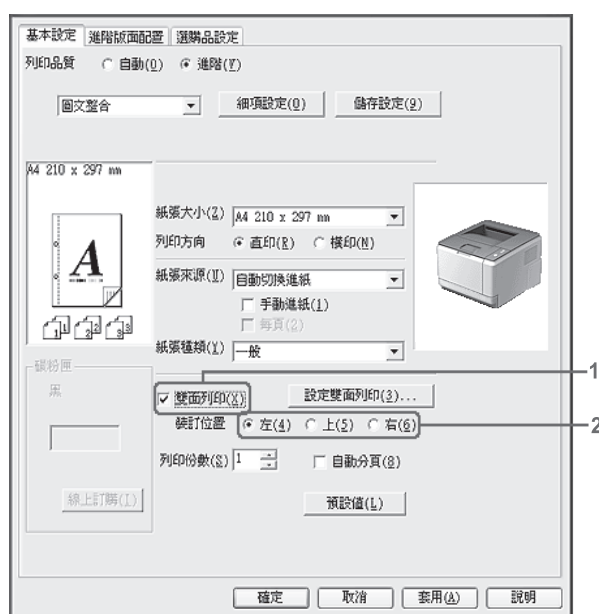 基本設定 進階版面配置 選購品設定
列印品質 自動(0) 進階(V)
圖文整合 細項設定(Q) 儲存設定(9)
A4 210 x 297 mm
紙張大小(Z) A4 210 x 297 mm
列印方向 直印(R) 橫印(N)
紙張來源(U) 自動切換進紙
手動進紙(1)
每頁(2)
紙張種類(Y) 一般
碳粉匣
黑
雙面列印(X) 設定雙面列印(3)...
1
裝訂位置 左(4) 上(5) 右(6)
2
列印份數(S) 1 自動分頁(8)
線上訂購(I) 預設值(L)
確定 取消 套用(A) 說明